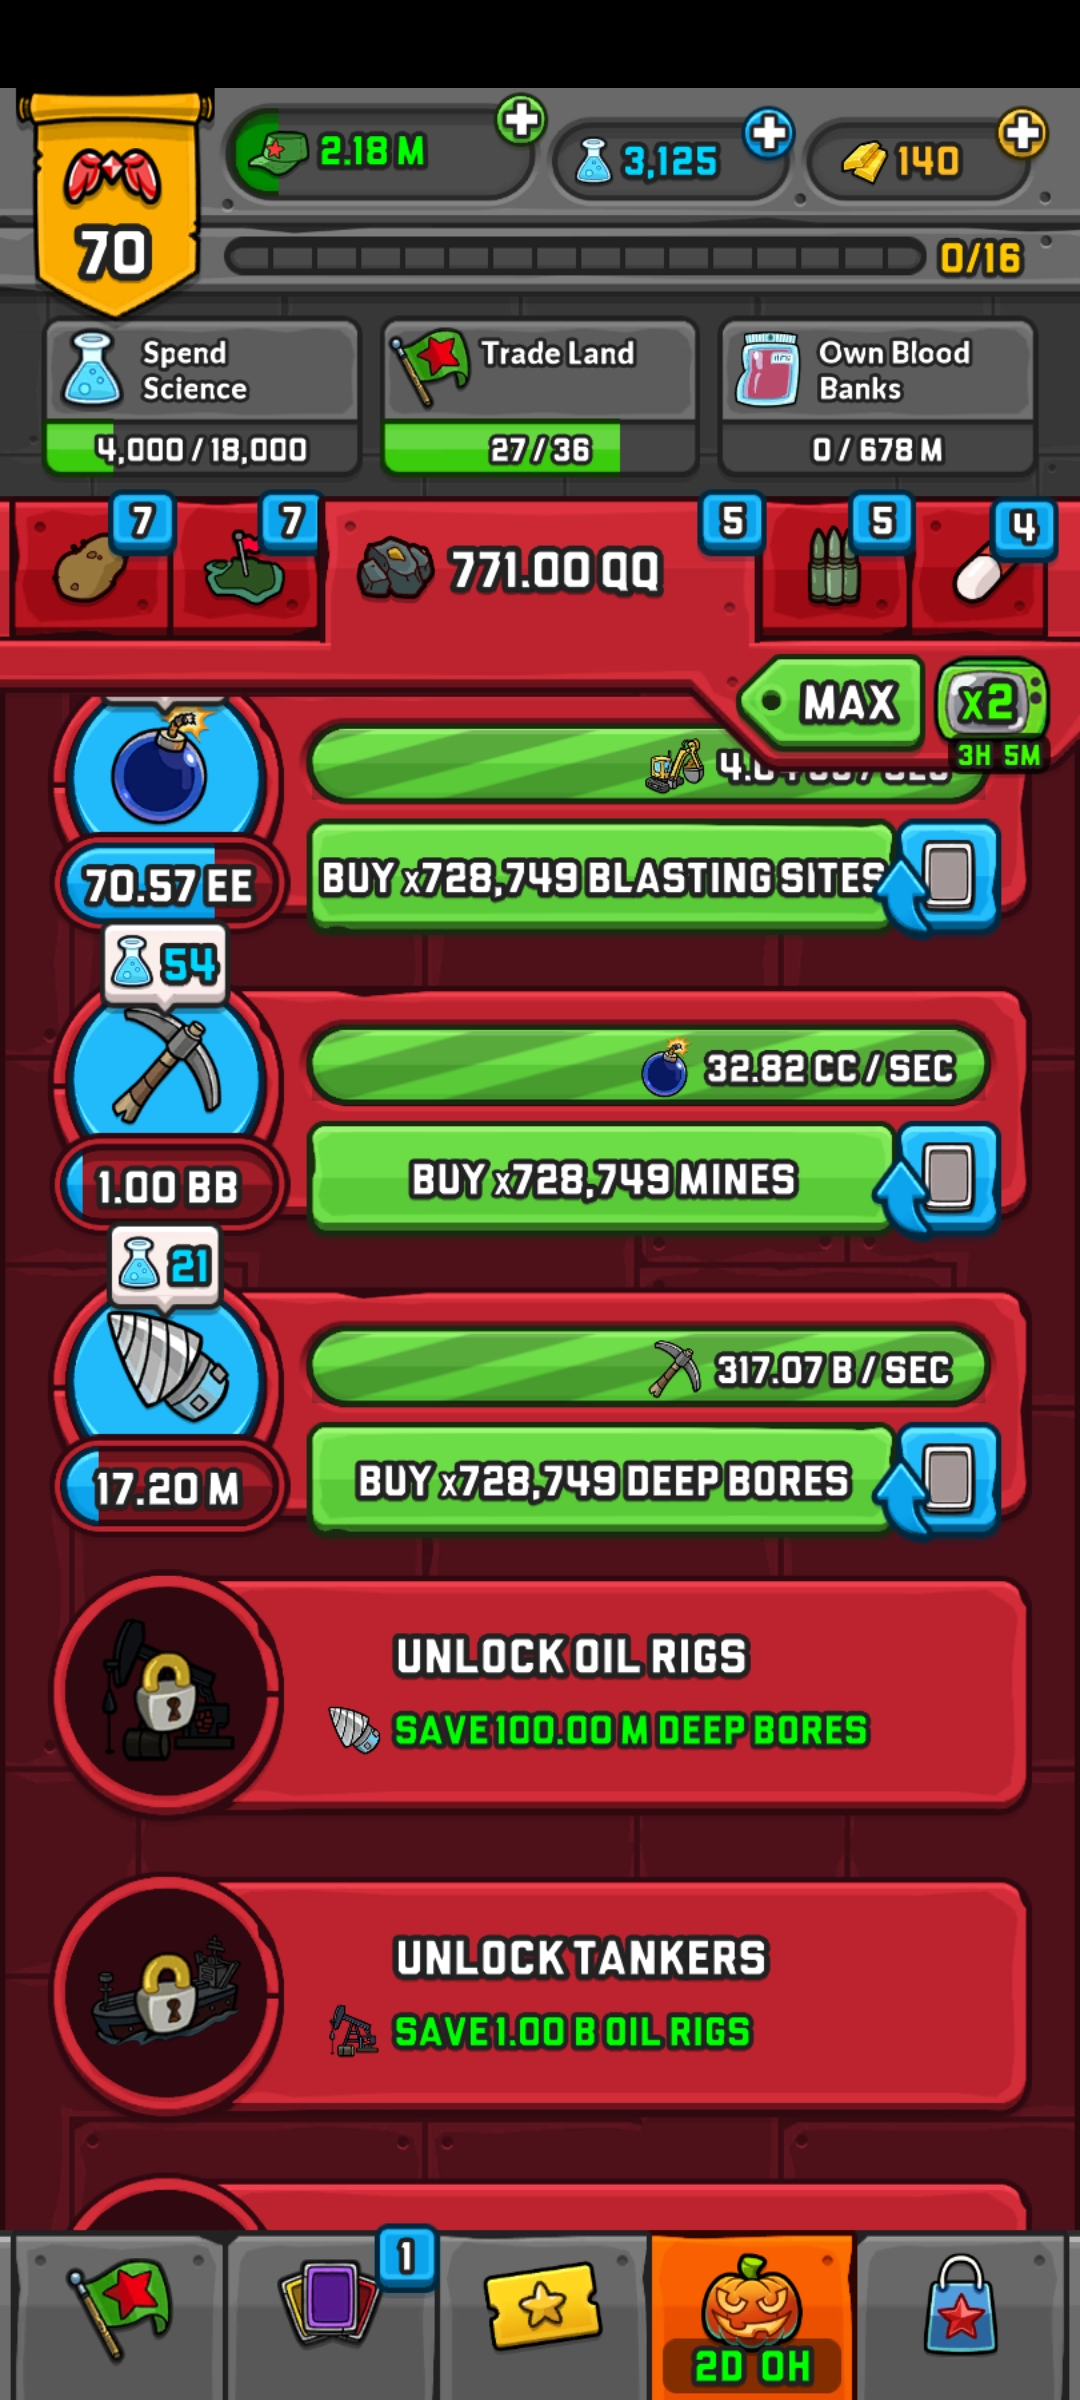 2.18 M
3,125
140
70
0/16
Spend
Science
4,000 / 18,000
Trade Land
27 / 36
Own Blood
Banks
0 / 678 M
7
7
771.00 QQ
5
5
4
MAX
x2
3H 5M
/ SEC
70.57 EE
BUY x728,749 BLASTING SITES
54
32.82 CC / SEC
1.00 BB
BUY x728,749 MINES
21
317.07 B / SEC
17.20 M
BUY x728,749 DEEP BORES
UNLOCK OIL RIGS
SAVE 100.00 M DEEP BORES
UNLOCK TANKERS
SAVE 1.00 B OIL RIGS
1
2D 0H